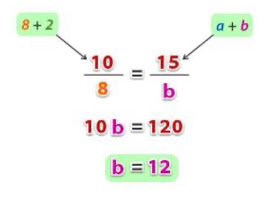 8 + 2
a + b
10/8 = 15/b
10 b = 120
b = 12